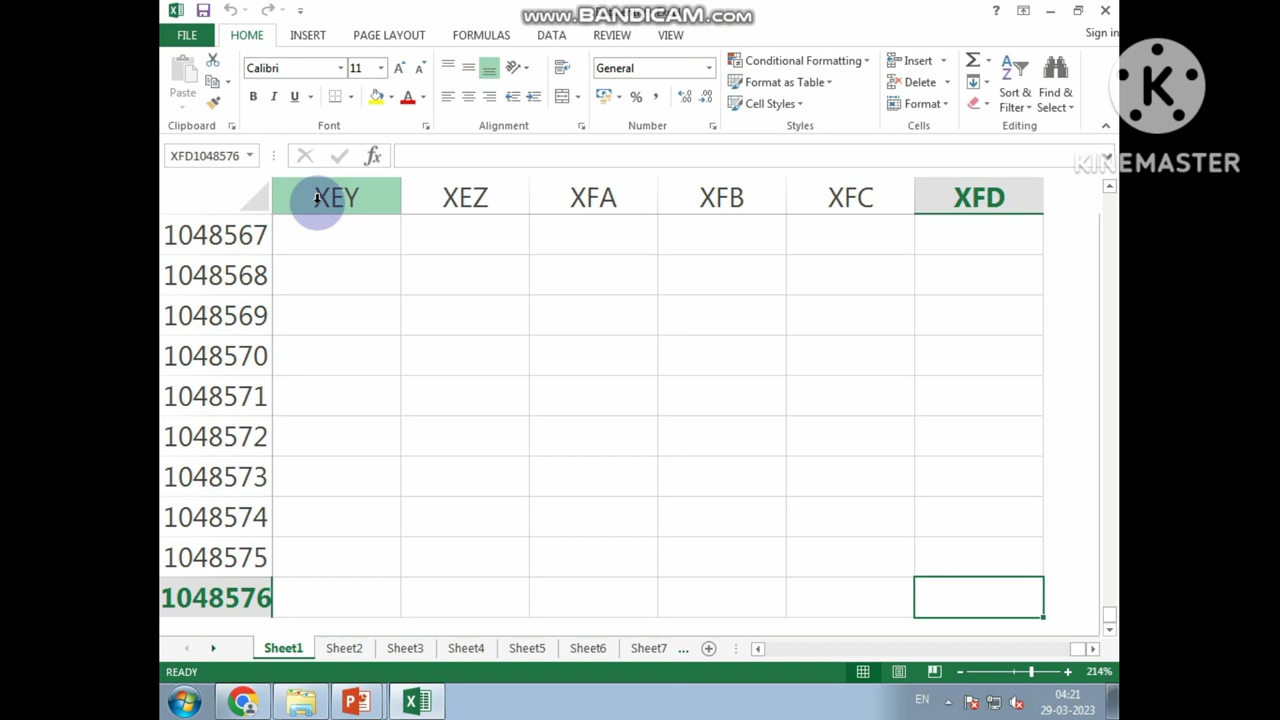 www.BANDICAM.com
?
FILE HOME INSERT PAGE LAYOUT FORMULAS DATA REVIEW VIEW Sign in
K
KINEMASTER
Calibri 11 General
Paste
B I U A % ,
Conditional Formatting
Format as Table
Cell Styles
Insert
Delete
Format
Sort & Filter
Find & Select
Clipboard Font Alignment Number Styles Cells Editing
XFD1048576 fx
XEY XEZ XFA XFB XFC XFD
1048567
1048568
1048569
1048570
1048571
1048572
1048573
1048574
1048575
1048576
Sheet1 Sheet2 Sheet3 Sheet4 Sheet5 Sheet6 Sheet7 ...
READY 214%
EN 04:21
29-03-2023